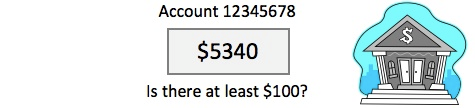 Account 12345678
$5340
$
Is there at least $100?